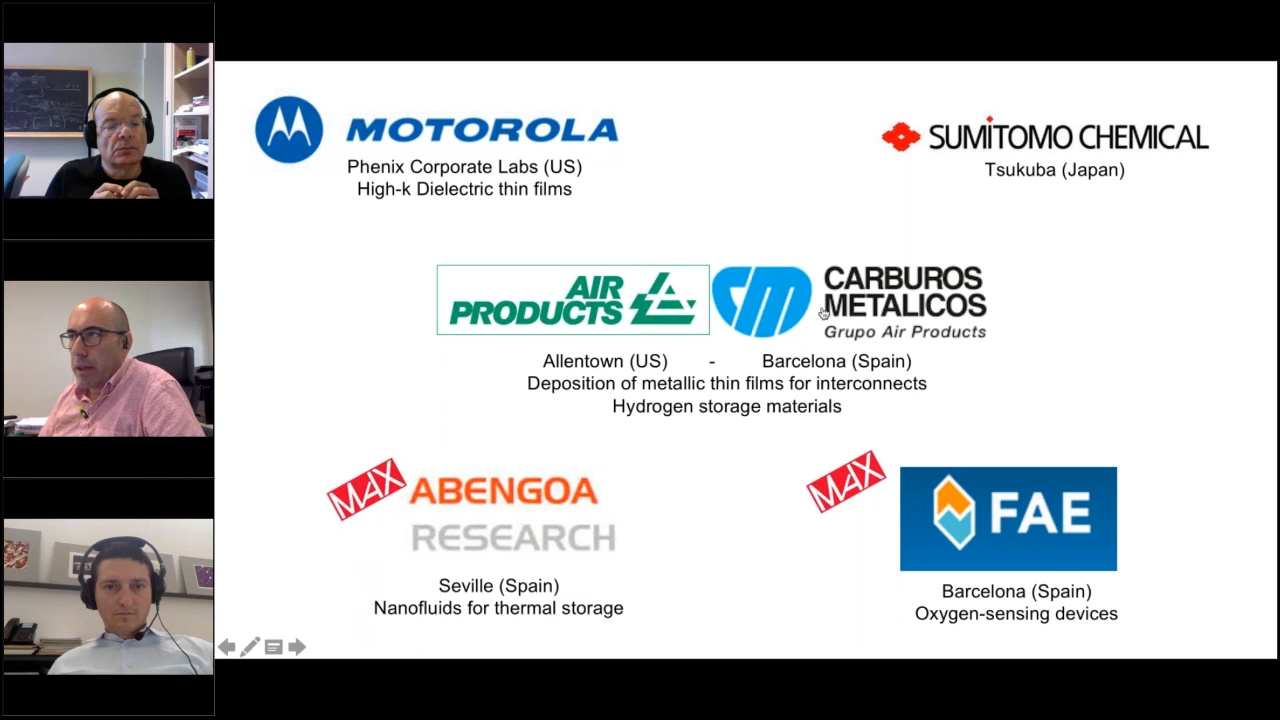 MOTOROLA
Phenix Corporate Labs (US)
High-k Dielectric thin films
SUMİTOMO CHEMICAL
Tsukuba (Japan)
AIR
PRODUCTS
CARBUROS
METALICOS
Grupo Air Products
Allentown (US) - Barcelona (Spain)
Deposition of metallic thin films for interconnects
Hydrogen storage materials
MAX
ABENGOA
RESEARCH
Seville (Spain)
Nanofluids for thermal storage
MAX
FAE
Barcelona (Spain)
Oxygen-sensing devices